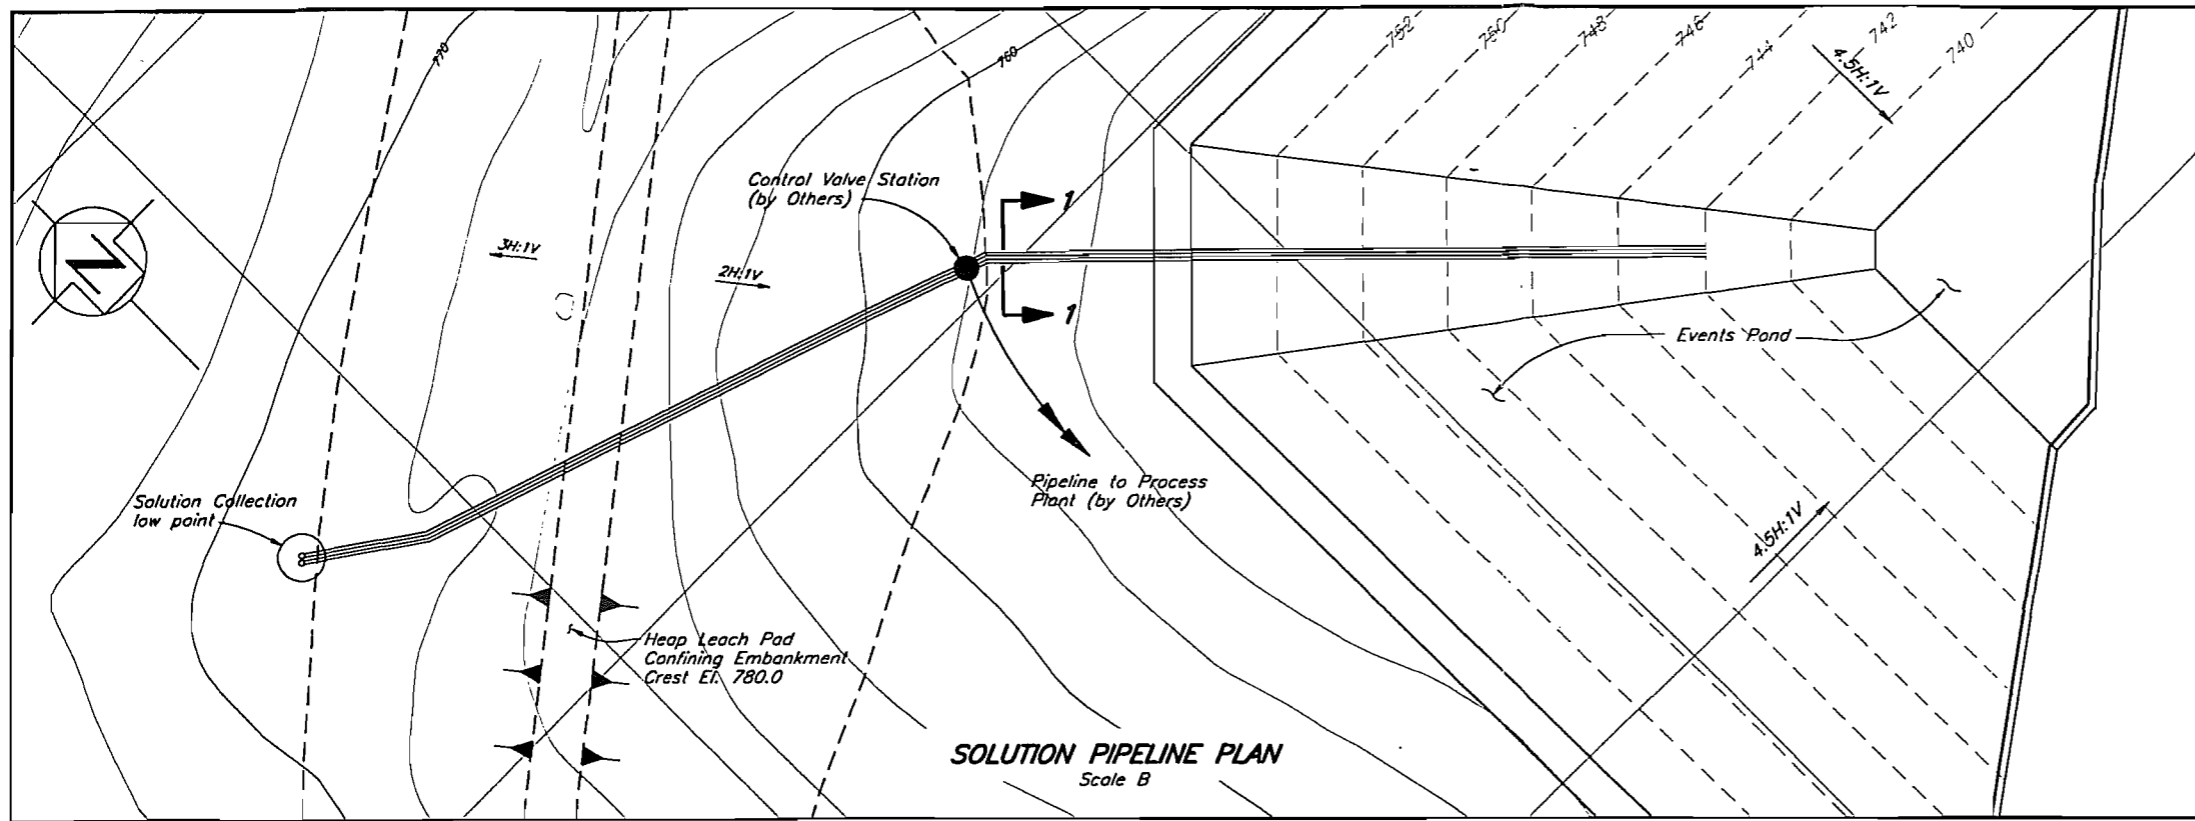 770
760
752
750
748
746
744
742
740
4.5H:1V
Control Valve Station
(by Others)
1
3H:1V
2H:1V
1
Events Pond
Pipeline to Process
Plant (by Others)
Solution Collection
low point
4.5H:1V
Heap Leach Pad
Confining Embankment
Crest El. 780.0
SOLUTION PIPELINE PLAN
Scale B